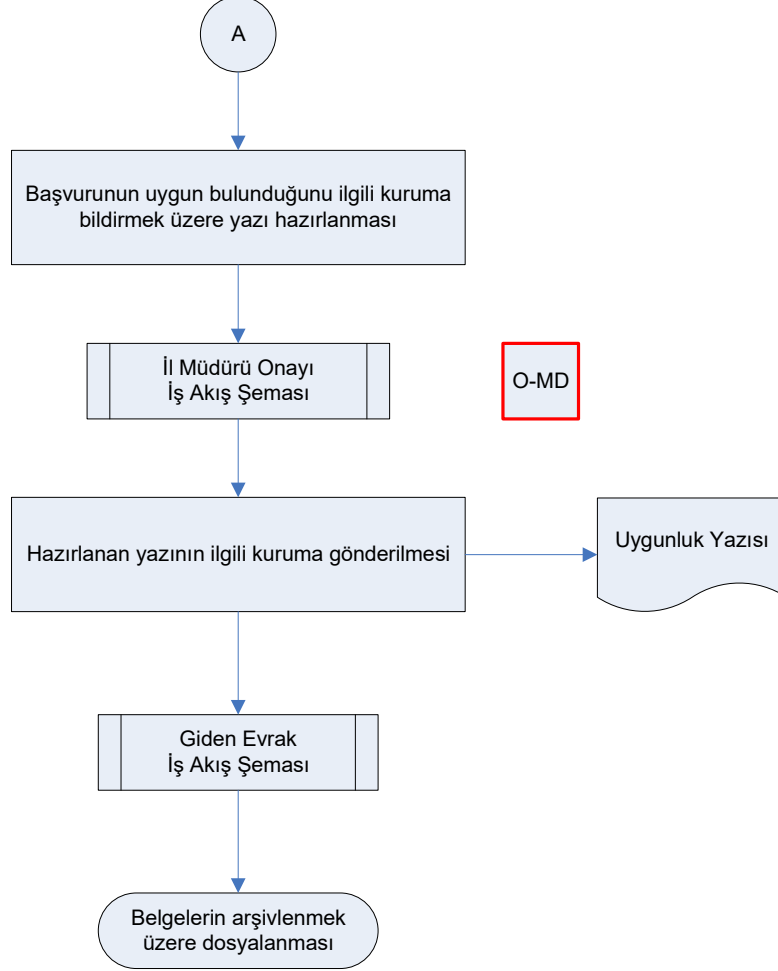 A
Başvurunun uygun bulunduğunu ilgili kuruma
bildirmek üzere yazı hazırlanması
İl Müdürü Onayı
İş Akış Şeması
O-MD
Hazırlanan yazının ilgili kuruma gönderilmesi
Uygunluk Yazısı
Giden Evrak
İş Akış Şeması
Belgelerin arşivlenmek
üzere dosyalanması